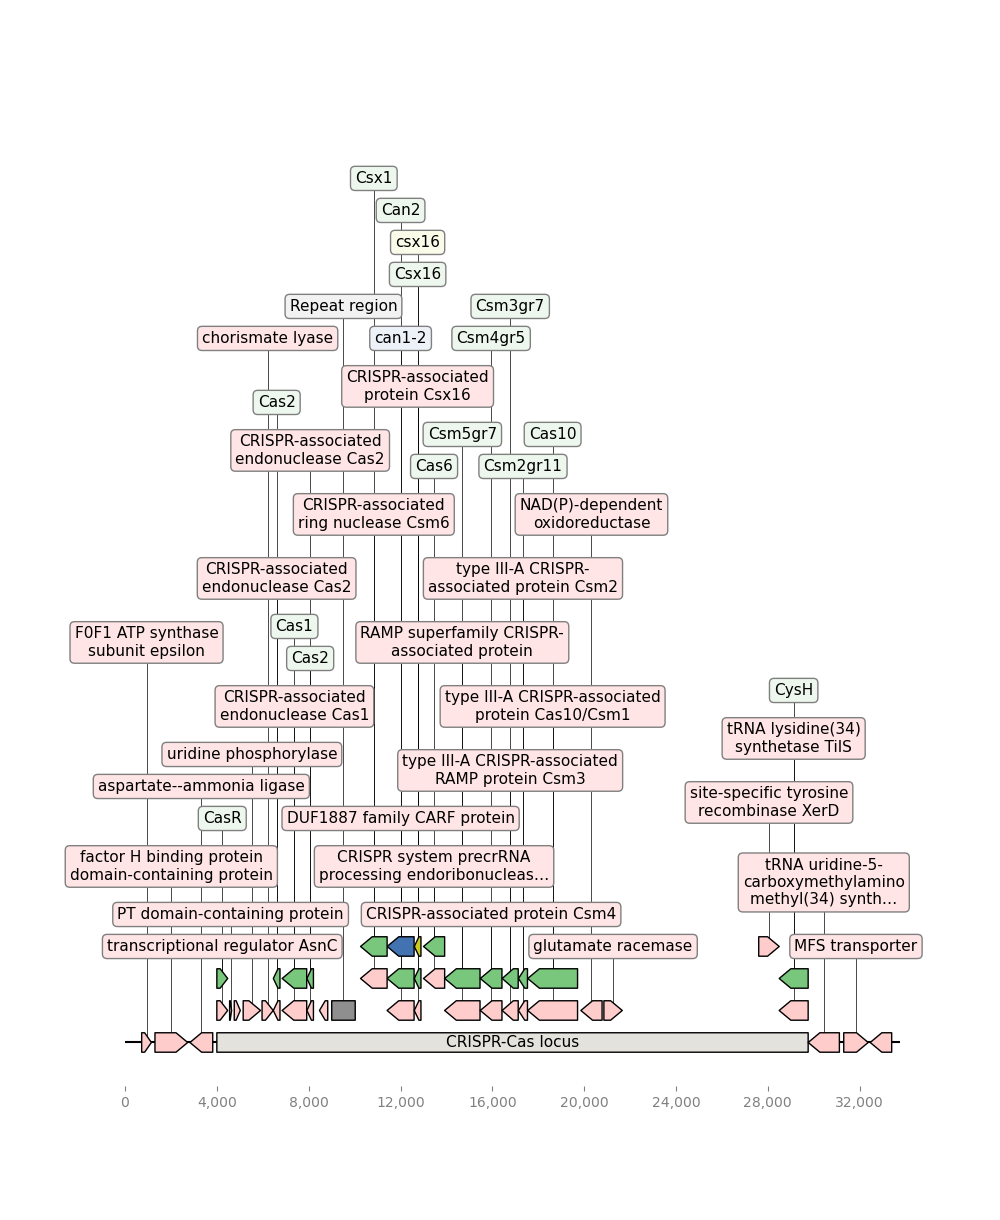 Csx1
Can2
csx16
Csx16
Repeat region
Csm3gr7
chorismate lyase
can1-2
Csm4gr5
CRISPR-associated
protein Csx16
Cas2
Csm5gr7
Cas10
CRISPR-associated
endonuclease Cas2
Cas6
Csm2gr11
CRISPR-associated
ring nuclease Csm6
NAD(P)-dependent
oxidoreductase
CRISPR-associated
endonuclease Cas2
type III-A CRISPR-
associated protein Csm2
Cas1
F0F1 ATP synthase
subunit epsilon
RAMP superfamily CRISPR-
associated protein
Cas2
CysH
CRISPR-associated
endonuclease Cas1
type III-A CRISPR-associated
protein Cas10/Csm1
tRNA lysidine(34)
synthetase TilS
uridine phosphorylase
type III-A CRISPR-associated
RAMP protein Csm3
aspartate--ammonia ligase
site-specific tyrosine
recombinase XerD
CasR
DUF1887 family CARF protein
factor H binding protein
domain-containing protein
CRISPR system precrRNA
processing endoribonucleas…
tRNA uridine-5-
carboxymethylamino
methyl(34) synth…
PT domain-containing protein
CRISPR-associated protein Csm4
transcriptional regulator AsnC
glutamate racemase
MFS transporter
CRISPR-Cas locus
0
4,000
8,000
12,000
16,000
20,000
24,000
28,000
32,000